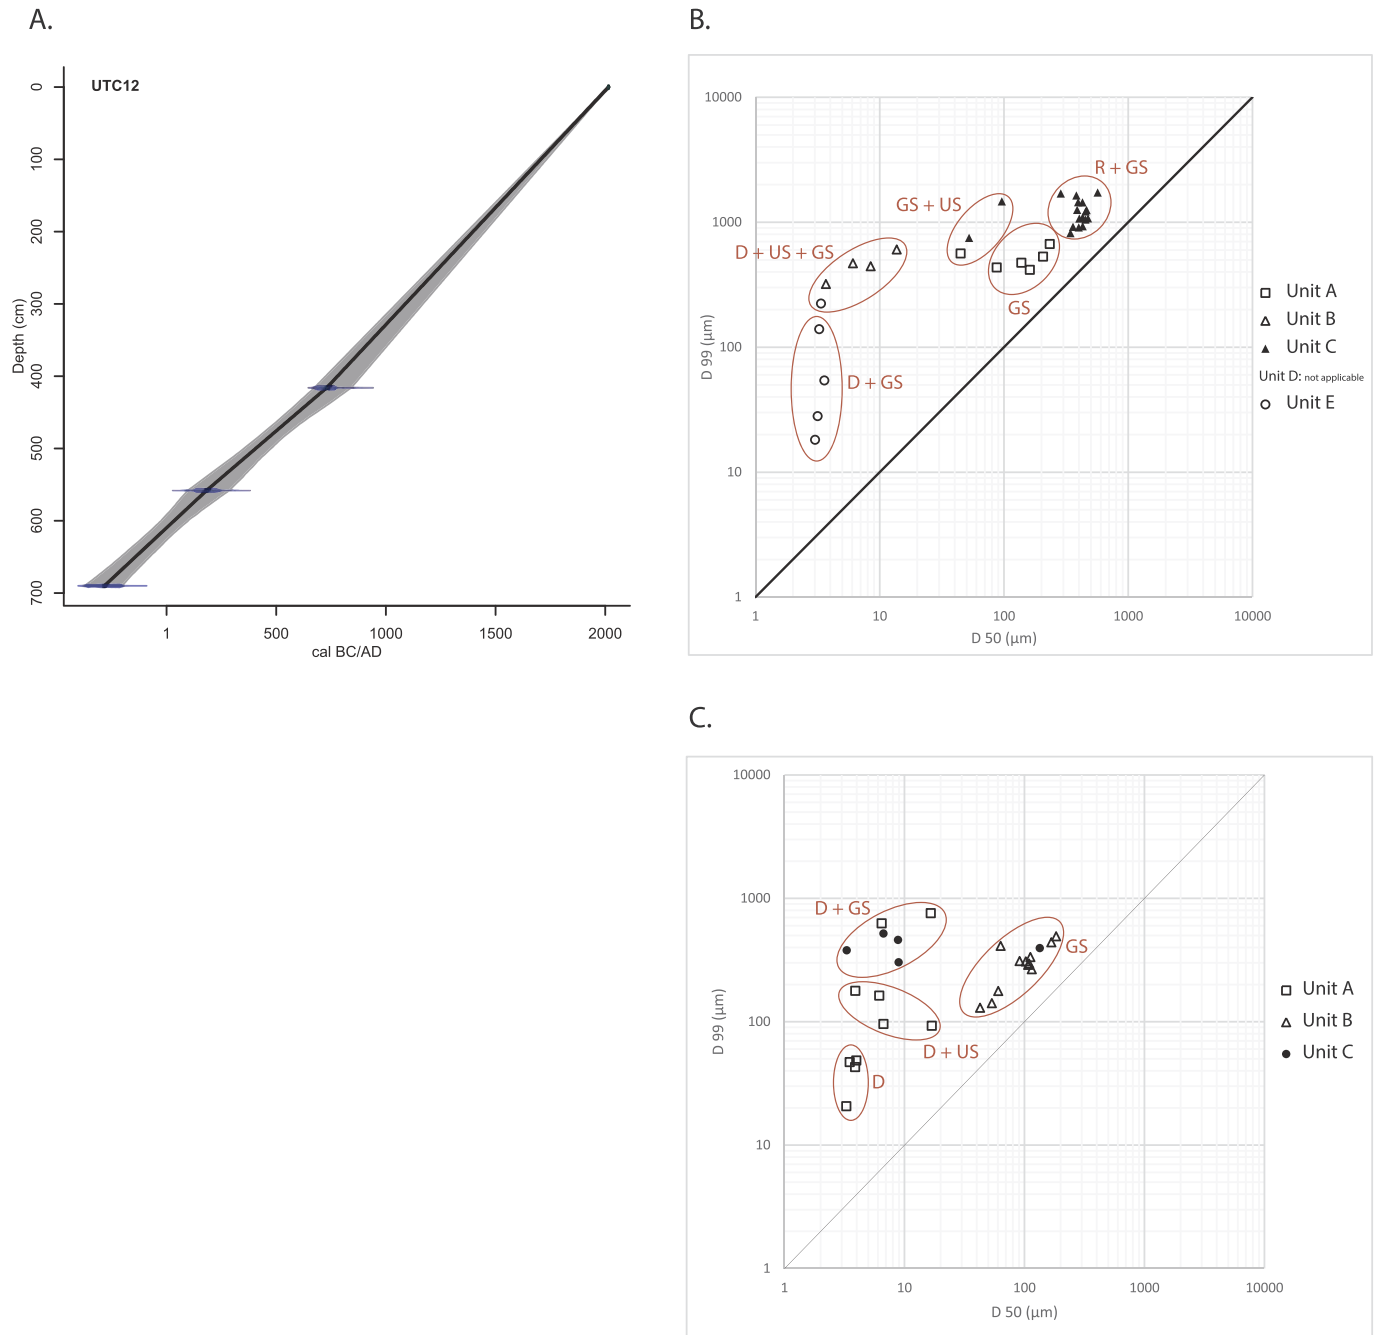 A.
UTC12
0
100
200
300
400
500
600
700
Depth (cm)
1
500
1000
1500
2000
cal BC/AD
B.
10000
1000
100
10
1
D 99 (µm)
R + GS
GS + US
D + US + GS
GS
D + GS
1
10
100
1000
10000
D 50 (µm)
Unit A
Unit B
Unit C
Unit D: not applicable
Unit E
C.
10000
1000
100
10
1
D 99 (µm)
D + GS
GS
D + US
D
1
10
100
1000
10000
D 50 (µm)
Unit A
Unit B
Unit C